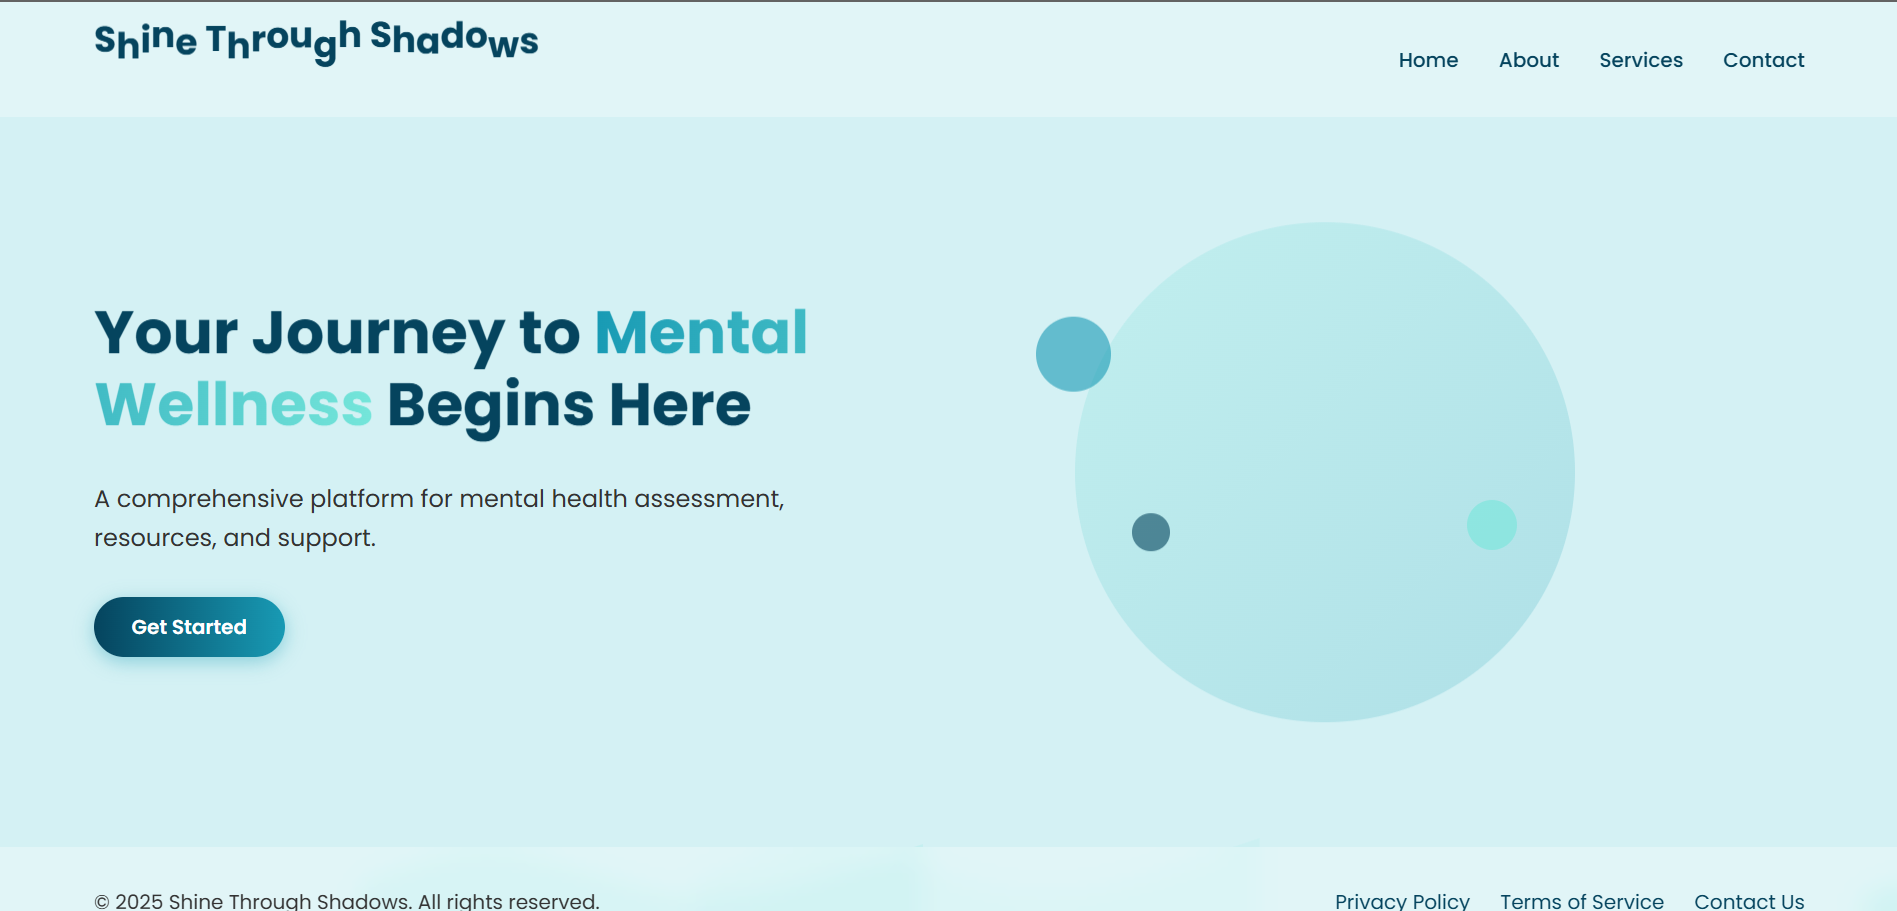 Shine Through Shadows
Home About Services Contact
Your Journey to Mental
Wellness Begins Here
A comprehensive platform for mental health assessment,
resources, and support.
Get Started
© 2025 Shine Through Shadows. All rights reserved.
Privacy Policy Terms of Service Contact Us